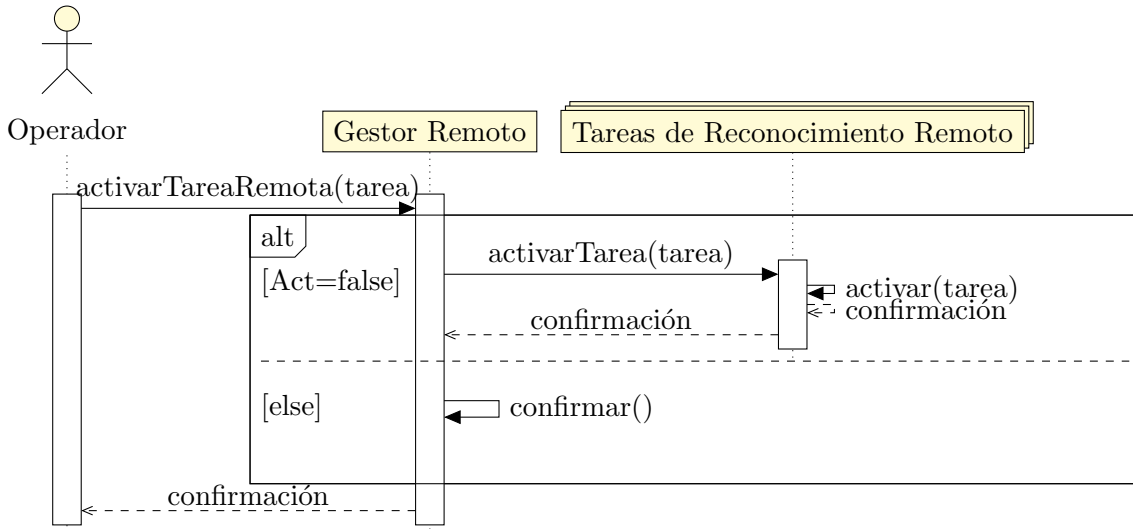 Operador
Gestor Remoto
Tareas de Reconocimiento Remoto
activarTareaRemota(tarea)
alt
[Act=false]
activarTarea(tarea)
activar(tarea)
confirmación
confirmación
[else]
confirmar()
confirmación